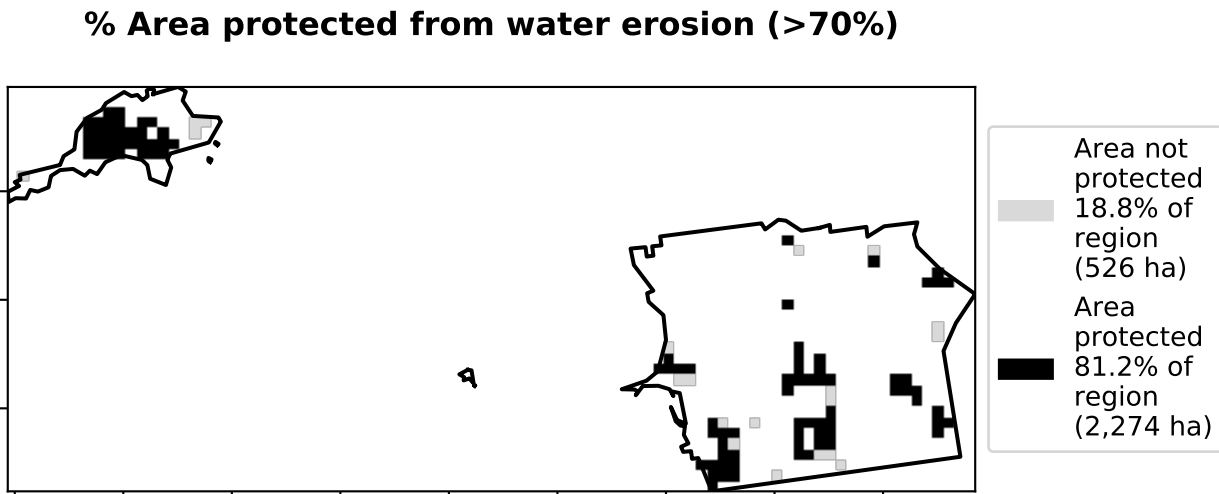 % Area protected from water erosion (>70%)
Area not
protected
18.8% of
region
(526 ha)
Area
protected
81.2% of
region
(2,274 ha)